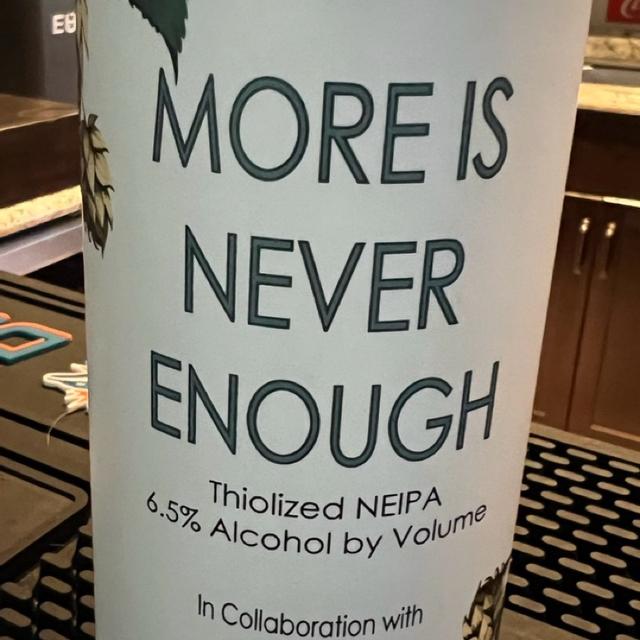 MORE IS
NEVER
ENOUGH
Thiolized NEIPA
6.5% Alcohol by Volume
In Collaboration with